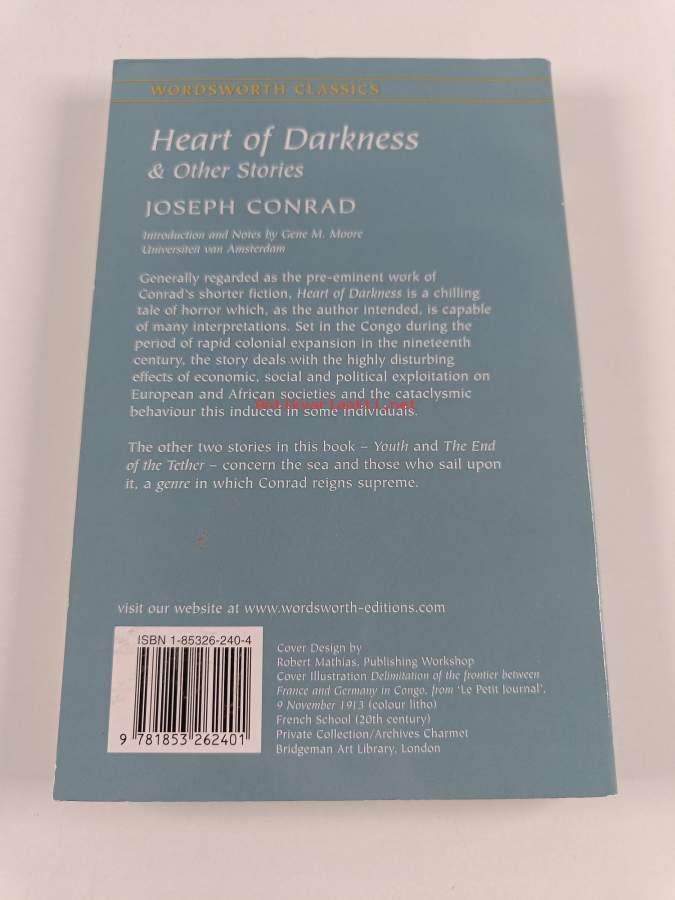 WORDSWORTH CLASSICS
Heart of Darkness
& Other Stories
JOSEPH CONRAD
Introduction and Notes by Gene M. Moore
Universiteit van Amsterdam
Generally regarded as the pre-eminent work of
Conrad's shorter fiction, Heart of Darkness is a chilling
tale of horror which, as the author intended, is capable
of many interpretations. Set in the Congo during the
period of rapid colonial expansion in the nineteenth
century, the story deals with the highly disturbing
effects of economic, social and political exploitation on
European and African societies and the cataclysmic
behaviour this induced in some individuals.
Antikvariaatti.net
The other two stories in this book – Youth and The End
of the Tether – concern the sea and those who sail upon
it, a genre in which Conrad reigns supreme.
visit our website at www.wordsworth-editions.com
ISBN 1-85326-240-4
9 781853 262401
Cover Design by
Robert Mathias, Publishing Workshop
Cover Illustration Delimitation of the frontier between
France and Germany in Congo, from 'Le Petit Journal',
9 November 1913 (colour litho)
French School (20th century)
Private Collection/Archives Charmet
Bridgeman Art Library, London